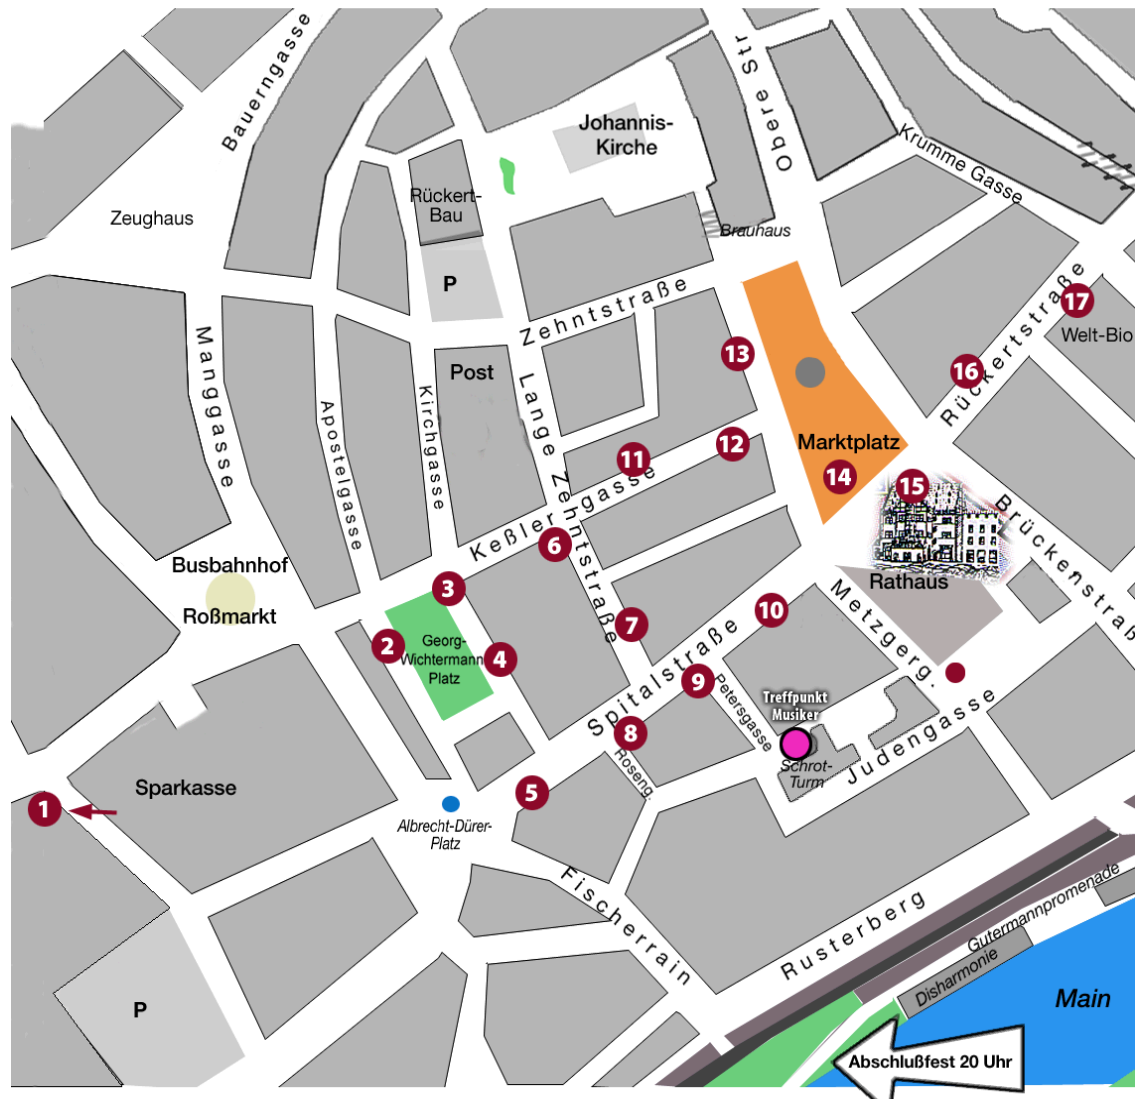 Bauerngasse
Obere Str
Johannis-
Kirche
Krumme Gasse
Rückert-
Bau
Zeughaus
Brauhaus
P
Zehntstraße
Rückertstraße
17
Welt-Bio
13
16
Manggasse
Apostelgasse
Kirchgasse
Post
Lange Zehntstraße
Marktplatz
12
11
14
15
Keßlergasse
6
Brückenstraß
Busbahnhof
Roßmarkt
3
Rathaus
Metzgerg.
10
2
Georg-
Wichtermann
Platz
4
7
Spitalstraße
9
Petersgasse
Treffpunkt
Musiker
8
Roseng.
Schrot-
Turm
Judengasse
Sparkasse
1
5
Albrecht-Dürer-
Platz
Fischerrain
Rusterberg
Gutermannpromenade
Disharmonie
Main
P
Abschlußfest 20 Uhr